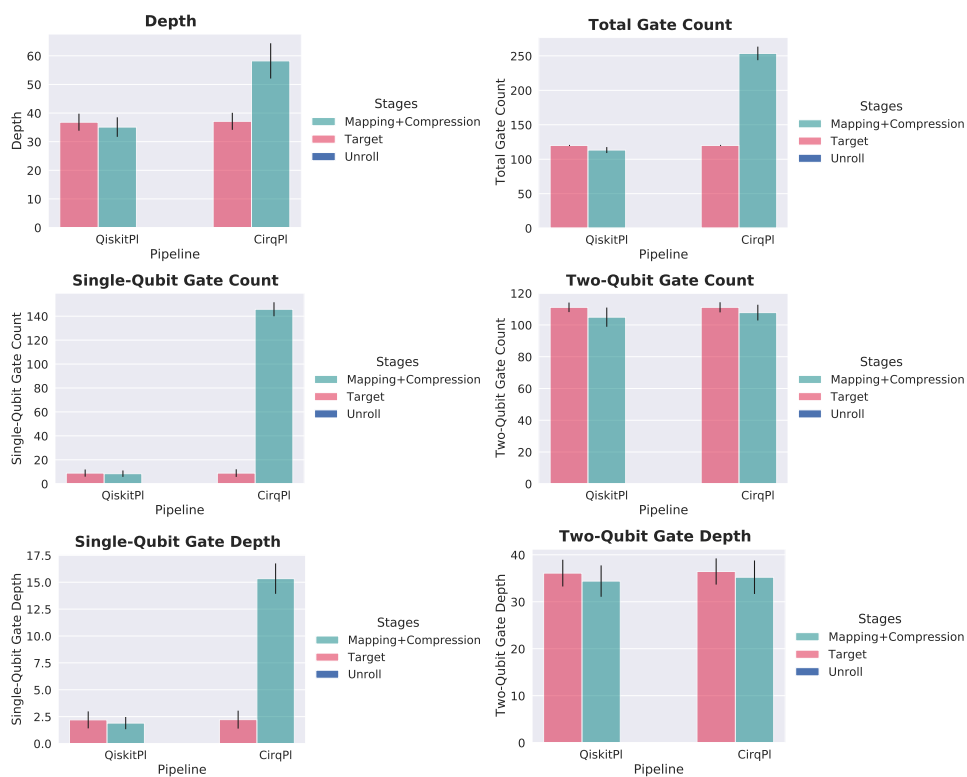 Depth
60
50
40
30
20
10
0
Depth
QiskitPl
CirqPl
Pipeline
Stages
Mapping+Compression
Target
Unroll
Total Gate Count
250
200
150
100
50
0
Total Gate Count
QiskitPl
CirqPl
Pipeline
Stages
Mapping+Compression
Target
Unroll
Single-Qubit Gate Count
140
120
100
80
60
40
20
0
Single-Qubit Gate Count
QiskitPl
CirqPl
Pipeline
Stages
Mapping+Compression
Target
Unroll
Two-Qubit Gate Count
120
100
80
60
40
20
0
Two-Qubit Gate Count
QiskitPl
CirqPl
Pipeline
Stages
Mapping+Compression
Target
Unroll
Single-Qubit Gate Depth
17.5
15.0
12.5
10.0
7.5
5.0
2.5
0.0
Single-Qubit Gate Depth
QiskitPl
CirqPl
Pipeline
Stages
Mapping+Compression
Target
Unroll
Two-Qubit Gate Depth
40
30
20
10
0
Two-Qubit Gate Depth
QiskitPl
CirqPl
Pipeline
Stages
Mapping+Compression
Target
Unroll